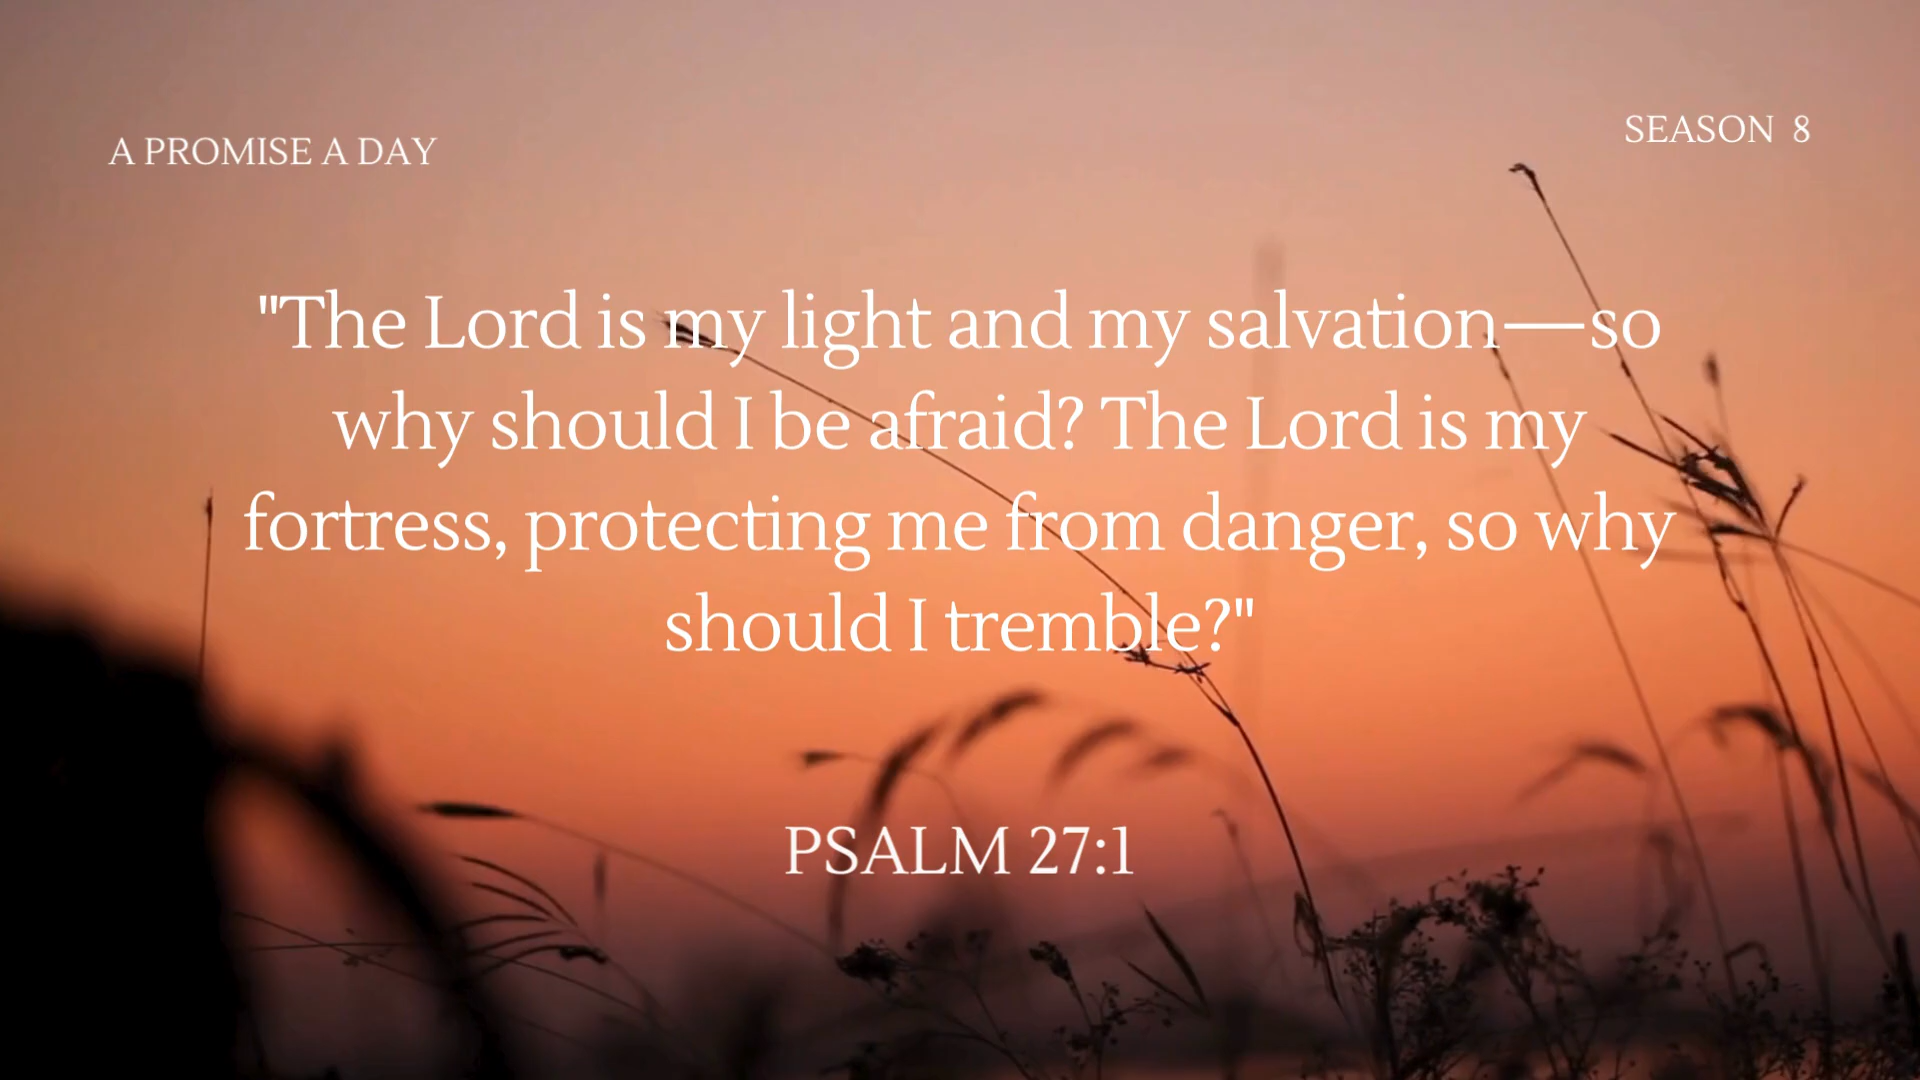 A PROMISE A DAY
SEASON 8
"The Lord is my light and my salvation—so
why should I be afraid? The Lord is my
fortress, protecting me from danger, so why
should I tremble?"
PSALM 27:1